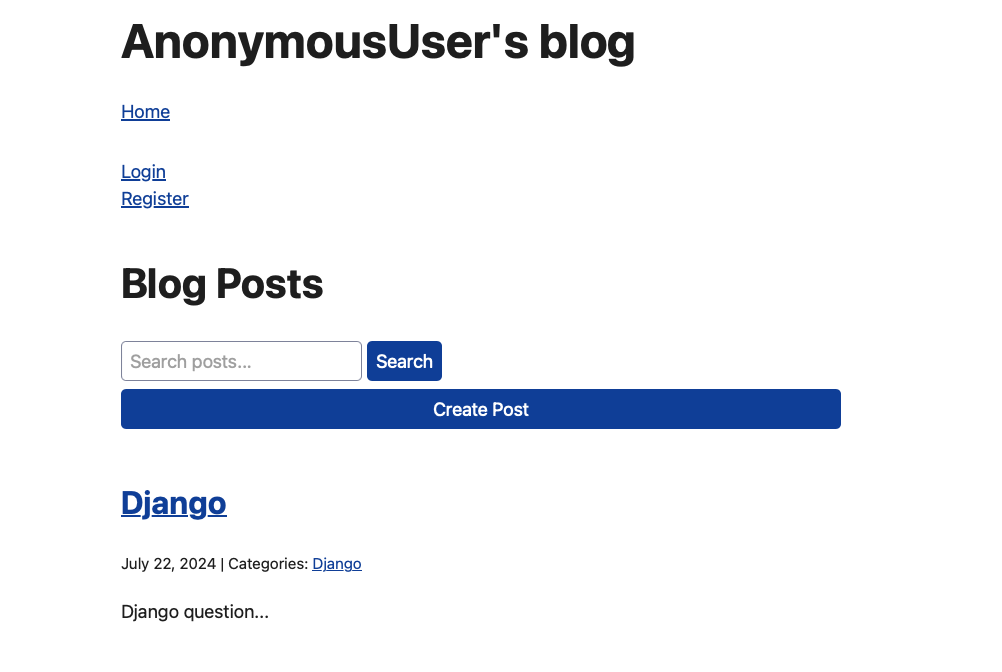 AnonymousUser's blog
Home
Login
Register
Blog Posts
Search posts... Search
Create Post
Django
July 22, 2024 | Categories: Django
Django question...